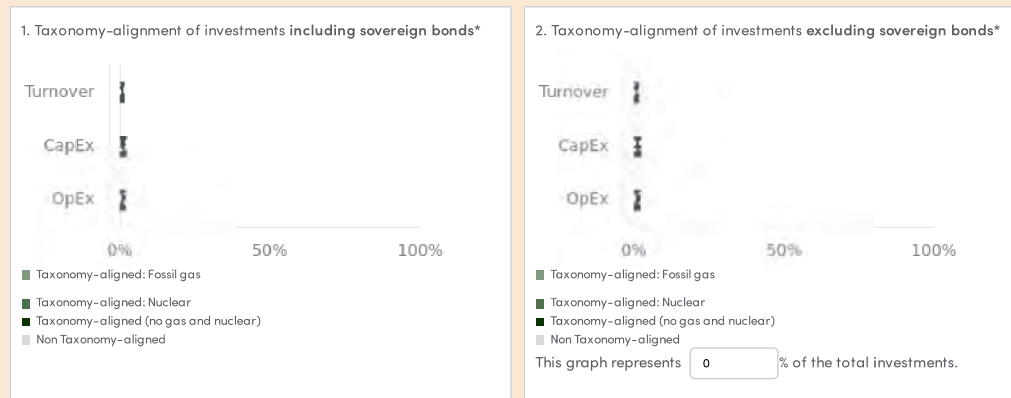 1. Taxonomy-alignment of investments including sovereign bonds*
Turnover
CapEx
OpEx
0% 50% 100%
Taxonomy-aligned: Fossil gas
Taxonomy-aligned: Nuclear
Taxonomy-aligned (no gas and nuclear)
Non Taxonomy-aligned
2. Taxonomy-alignment of investments excluding sovereign bonds*
Turnover
CapEx
OpEx
0% 50% 100%
Taxonomy-aligned: Fossil gas
Taxonomy-aligned: Nuclear
Taxonomy-aligned (no gas and nuclear)
Non Taxonomy-aligned
This graph represents 0 % of the total investments.